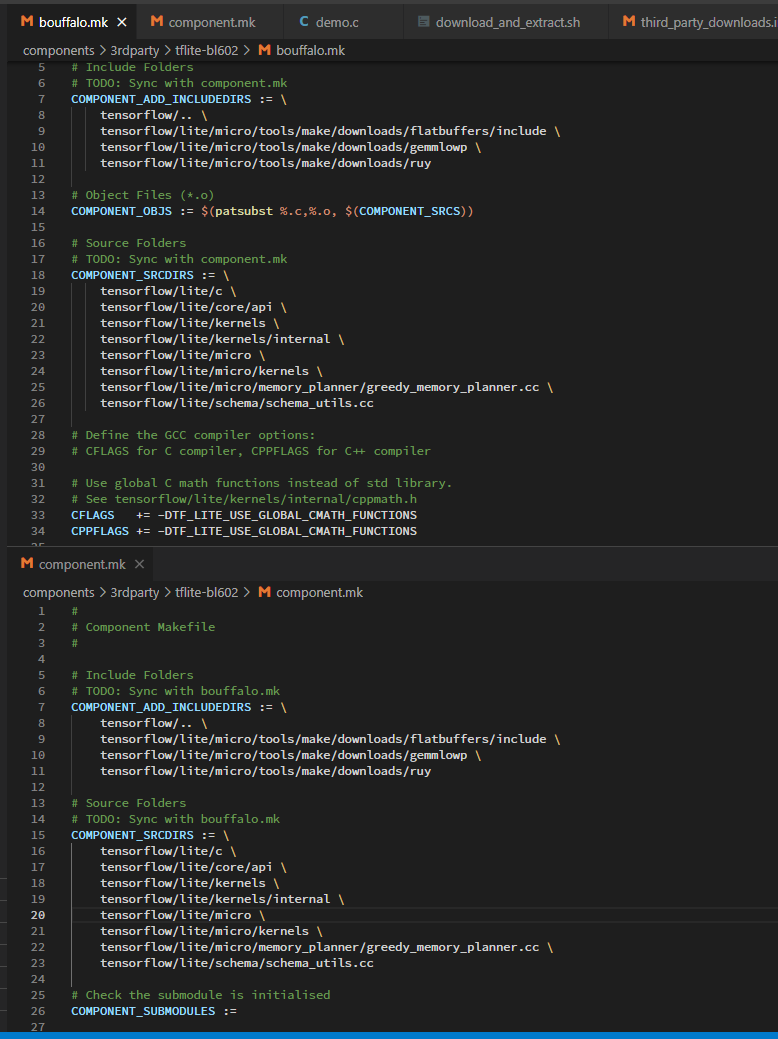 bouffalo.mk component.mk demo.c download_and_extract.sh third_party_downloads.i
components > 3rdparty > tflite-bl602 > bouffalo.mk
5 # Include Folders
6 # TODO: Sync with component.mk
7 COMPONENT_ADD_INCLUDEDIRS := \
8 tensorflow/.. \
9 tensorflow/lite/micro/tools/make/downloads/flatbuffers/include \
10 tensorflow/lite/micro/tools/make/downloads/gemmlowp \
11 tensorflow/lite/micro/tools/make/downloads/ruy
12
13 # Object Files (*.o)
14 COMPONENT_OBJS := $(patsubst %.c,%.o, $(COMPONENT_SRCS))
15
16 # Source Folders
17 # TODO: Sync with component.mk
18 COMPONENT_SRCDIRS := \
19 tensorflow/lite/c \
20 tensorflow/lite/core/api \
21 tensorflow/lite/kernels \
22 tensorflow/lite/kernels/internal \
23 tensorflow/lite/micro \
24 tensorflow/lite/micro/kernels \
25 tensorflow/lite/micro/memory_planner/greedy_memory_planner.cc \
26 tensorflow/lite/schema/schema_utils.cc
27
28 # Define the GCC compiler options:
29 # CFLAGS for C compiler, CPPFLAGS for C++ compiler
30
31 # Use global C math functions instead of std library.
32 # See tensorflow/lite/kernels/internal/cppmath.h
33 CFLAGS += -DTF_LITE_USE_GLOBAL_CMATH_FUNCTIONS
34 CPPFLAGS += -DTF_LITE_USE_GLOBAL_CMATH_FUNCTIONS
35
component.mk
components > 3rdparty > tflite-bl602 > component.mk
1 #
2 # Component Makefile
3 #
4
5 # Include Folders
6 # TODO: Sync with bouffalo.mk
7 COMPONENT_ADD_INCLUDEDIRS := \
8 tensorflow/.. \
9 tensorflow/lite/micro/tools/make/downloads/flatbuffers/include \
10 tensorflow/lite/micro/tools/make/downloads/gemmlowp \
11 tensorflow/lite/micro/tools/make/downloads/ruy
12
13 # Source Folders
14 # TODO: Sync with bouffalo.mk
15 COMPONENT_SRCDIRS := \
16 tensorflow/lite/c \
17 tensorflow/lite/core/api \
18 tensorflow/lite/kernels \
19 tensorflow/lite/kernels/internal \
20 tensorflow/lite/micro \
21 tensorflow/lite/micro/kernels \
22 tensorflow/lite/micro/memory_planner/greedy_memory_planner.cc \
23 tensorflow/lite/schema/schema_utils.cc
24
25 # Check the submodule is initialised
26 COMPONENT_SUBMODULES :=
27